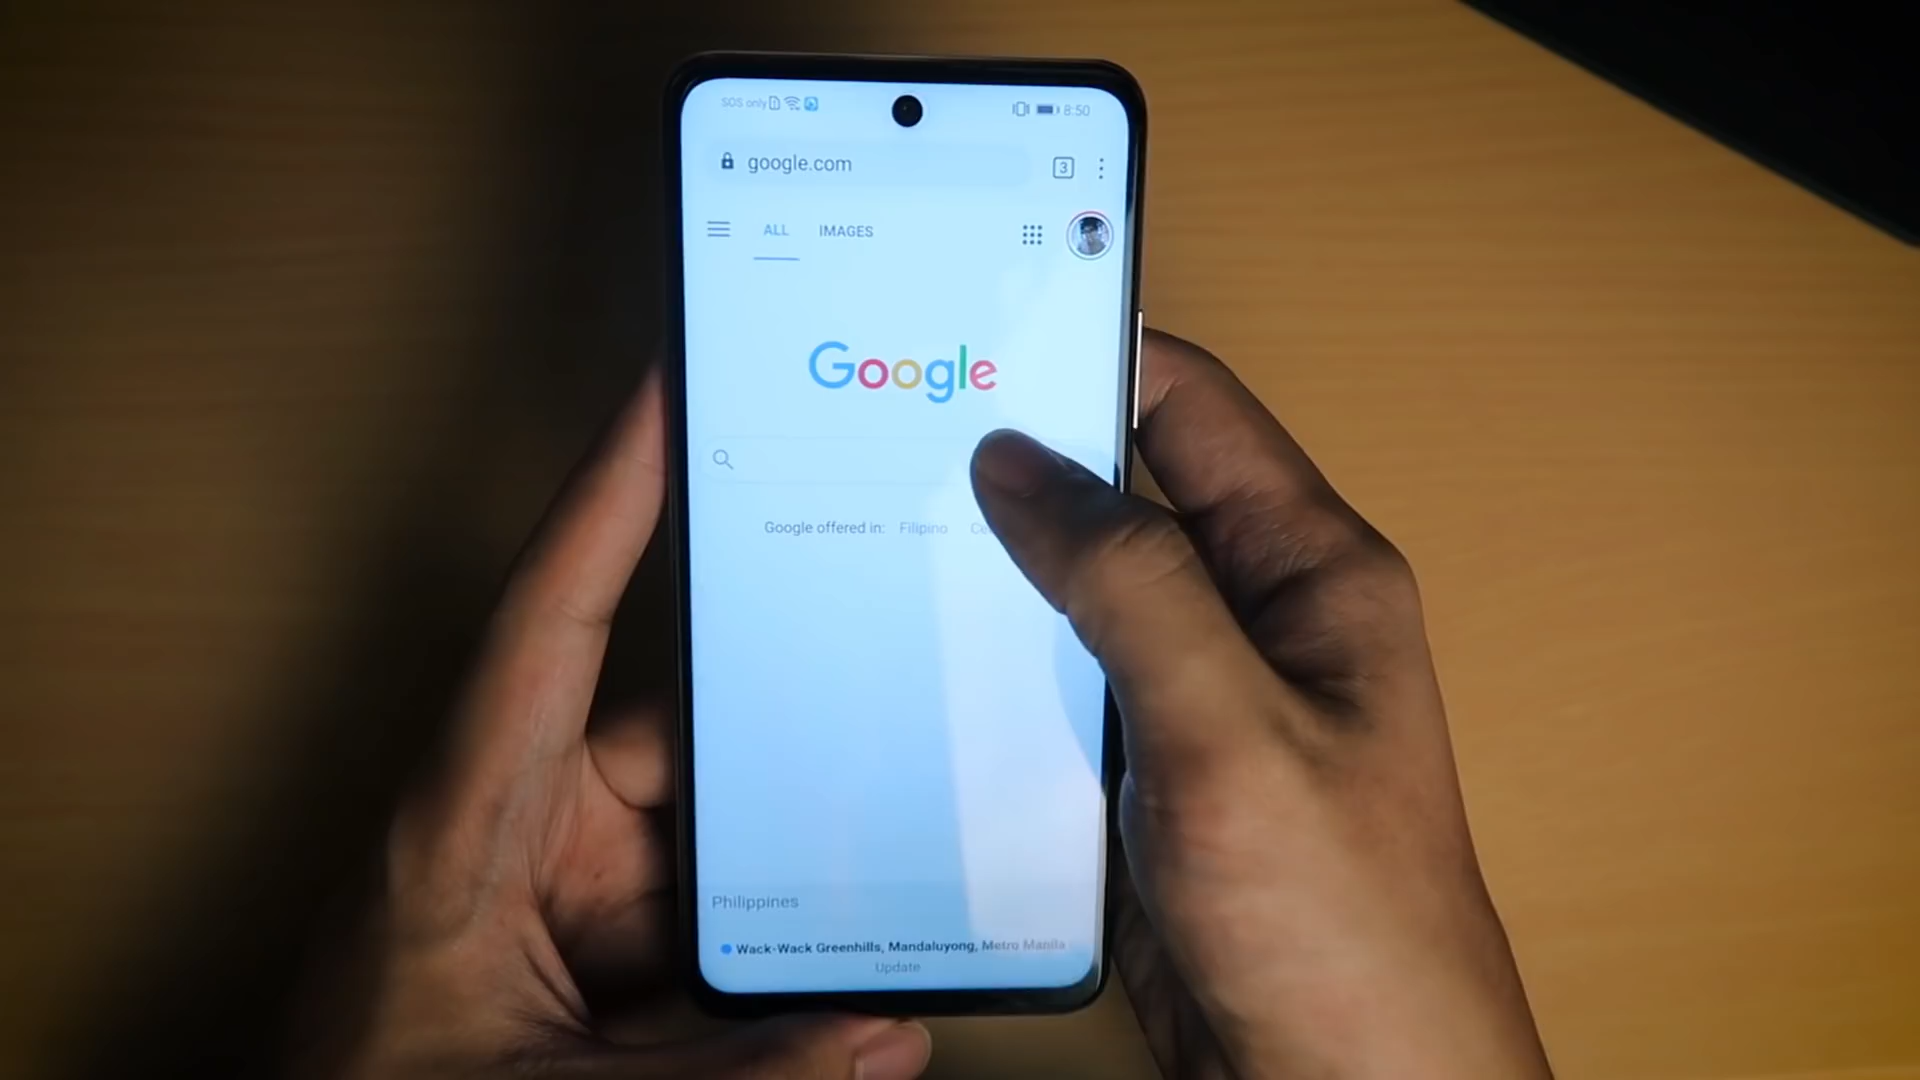 SOS only 8:50
google.com 3
ALL IMAGES
Google
Google offered in: Filipino
Philippines
Wack-Wack Greenhills, Mandaluyong, Metro Manila
Update